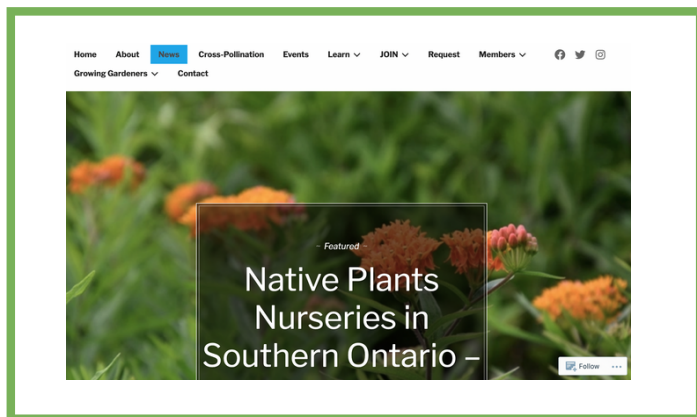 Home About News Cross-Pollination Events Learn JOIN Request Members
Growing Gardeners Contact
- Featured -
Native Plants
Nurseries in
Southern Ontario –
Follow ...